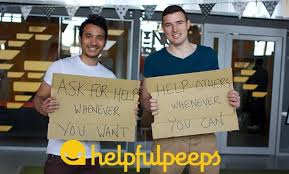 ASK FOR HELP
WHENEVER
YOU WANT
HELP OTHERS
WHENEVER
YOU CAN
helpfulpeeps